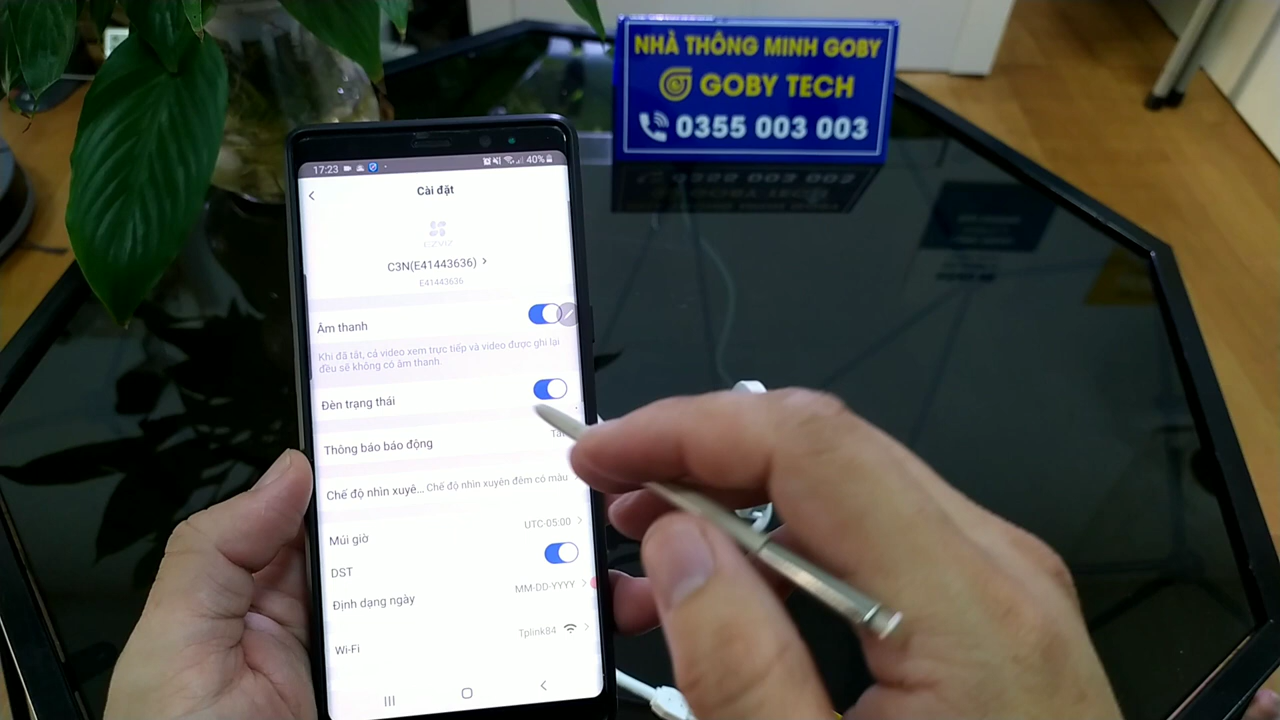 NHÀ THÔNG MINH GOBY
GOBY TECH
0355 003 003
17:23 40%
Cài đặt
EZVIZ
C3N(E41443636)
E41443636
Âm thanh
Khi đã tắt, cả video xem trực tiếp và video được ghi lại
đều sẽ không có âm thanh.
Đèn trạng thái
Thông báo báo động
Chế độ nhìn xuyê... Chế độ nhìn xuyên đêm có màu
Múi giờ UTC-05:00
DST
Định dạng ngày MM-DD-YYYY
Wi-Fi Tplink84